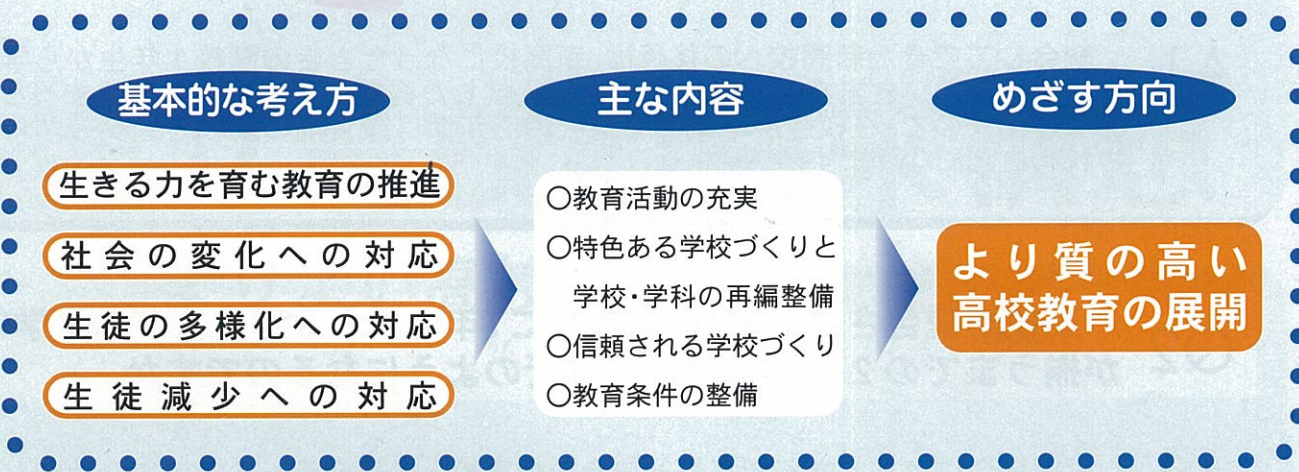 基本的な考え方
生きる力を育む教育の推進
社会の変化への対応
生徒の多様化への対応
生徒減少への対応
主な内容
○教育活動の充実
○特色ある学校づくりと
学校・学科の再編整備
○信頼される学校づくり
○教育条件の整備
めざす方向
より質の高い
高校教育の展開